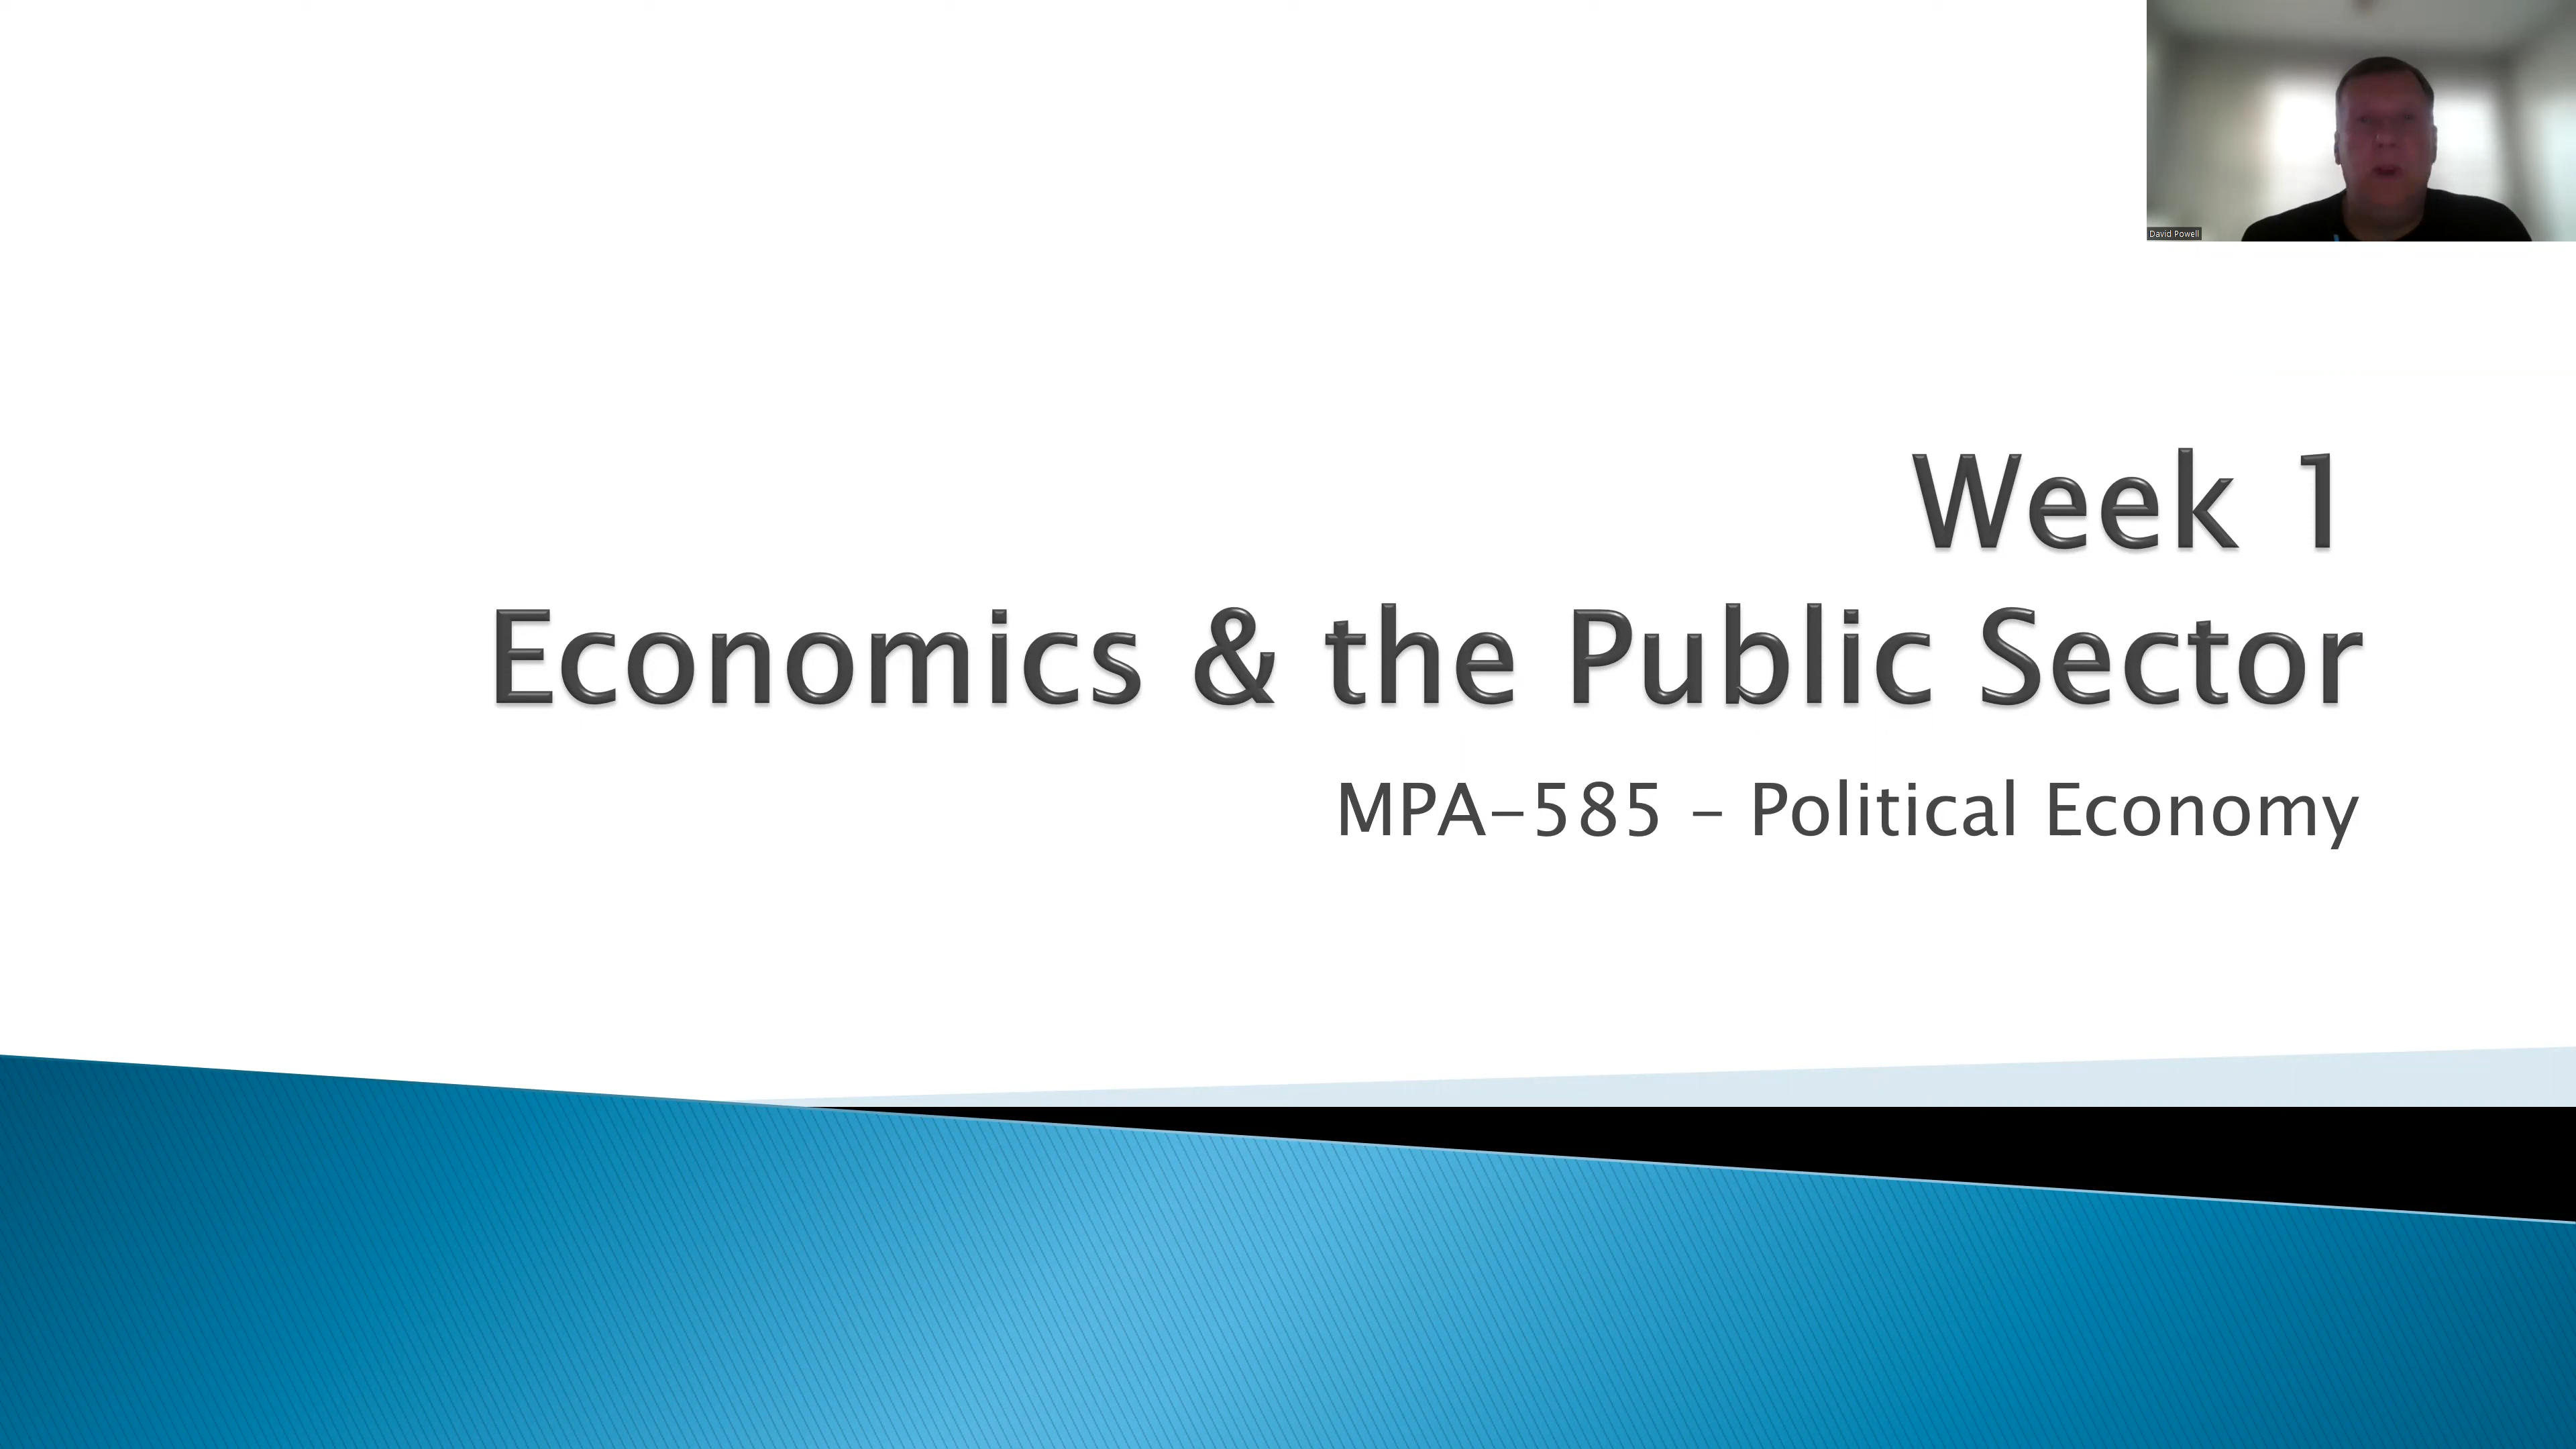 David Powell
Week 1
Economics & the Public Sector
MPA-585 – Political Economy